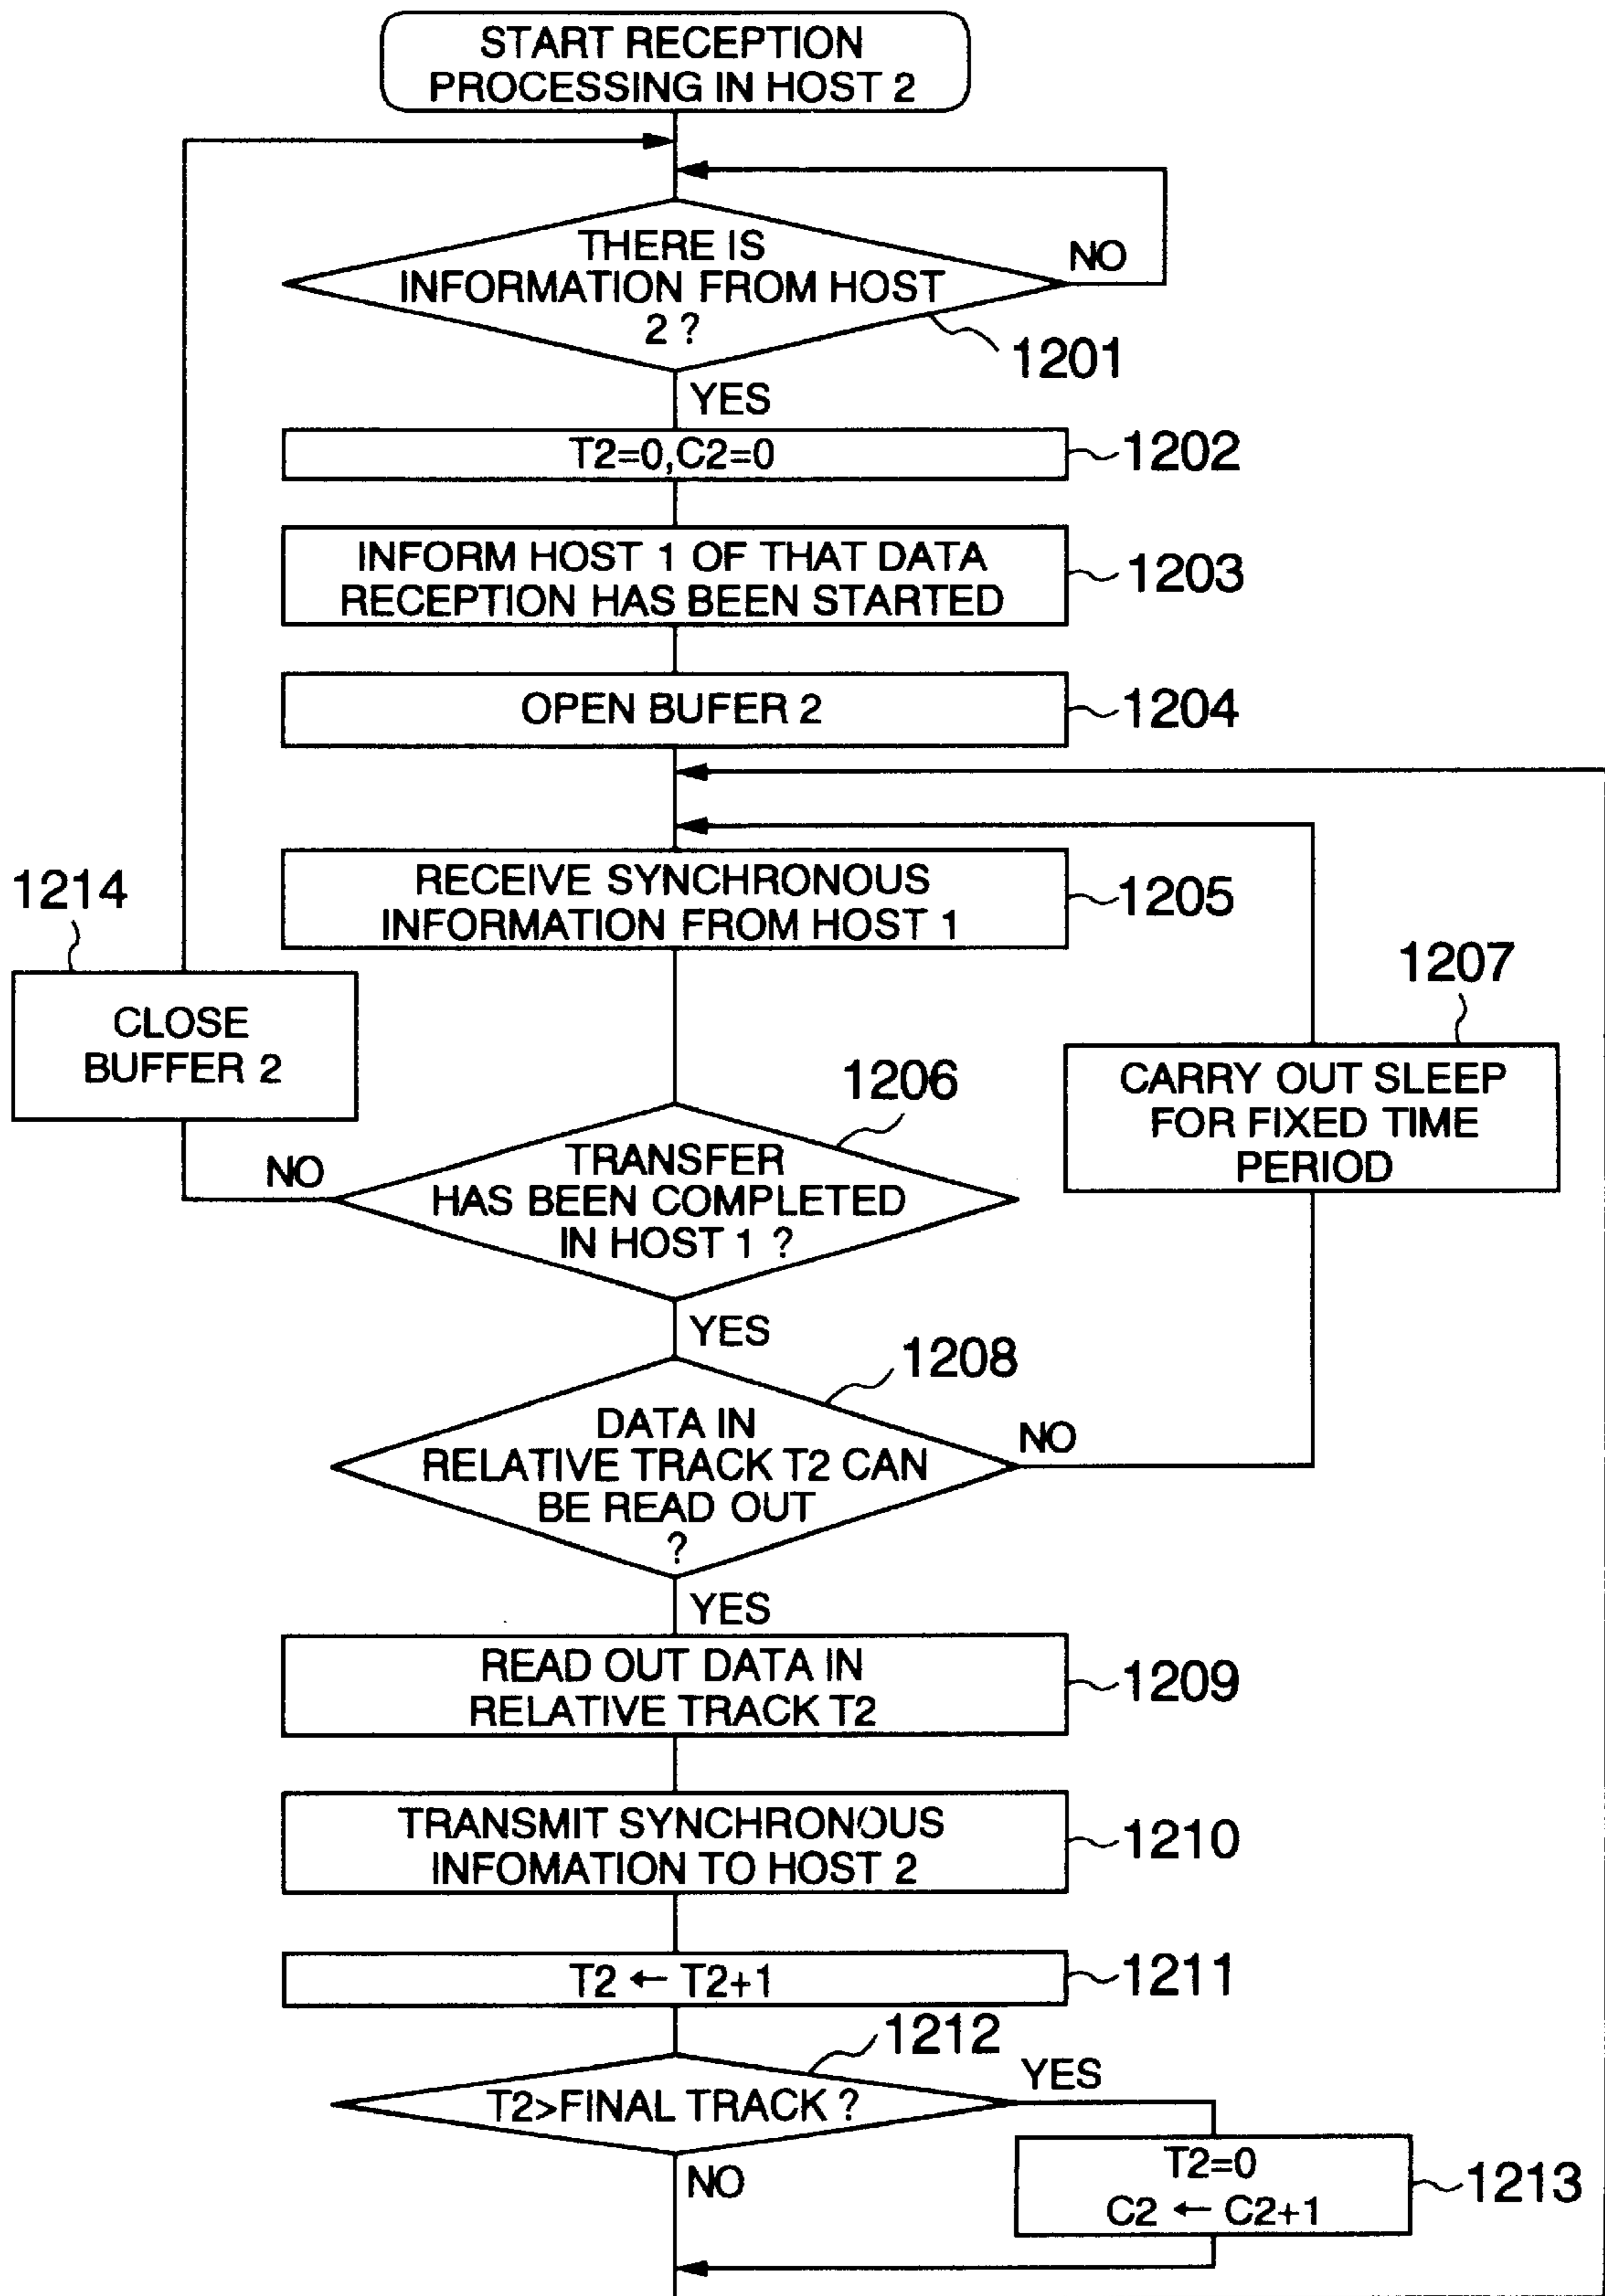 START RECEPTION
PROCESSING IN HOST 2
THERE IS
INFORMATION FROM HOST
2 ?
NO
1201
YES
T2=0,C2=0
1202
INFORM HOST 1 OF THAT DATA
RECEPTION HAS BEEN STARTED
1203
OPEN BUFER 2
1204
RECEIVE SYNCHRONOUS
INFORMATION FROM HOST 1
1205
1214
CLOSE
BUFFER 2
1207
CARRY OUT SLEEP
FOR FIXED TIME
PERIOD
1206
NO
TRANSFER
HAS BEEN COMPLETED
IN HOST 1 ?
YES
1208
DATA IN
RELATIVE TRACK T2 CAN
BE READ OUT
?
NO
YES
READ OUT DATA IN
RELATIVE TRACK T2
1209
TRANSMIT SYNCHRONOUS
INFOMATION TO HOST 2
1210
T2 ← T2+1
1211
1212
T2>FINAL TRACK ?
YES
NO
T2=0
C2 ← C2+1
1213